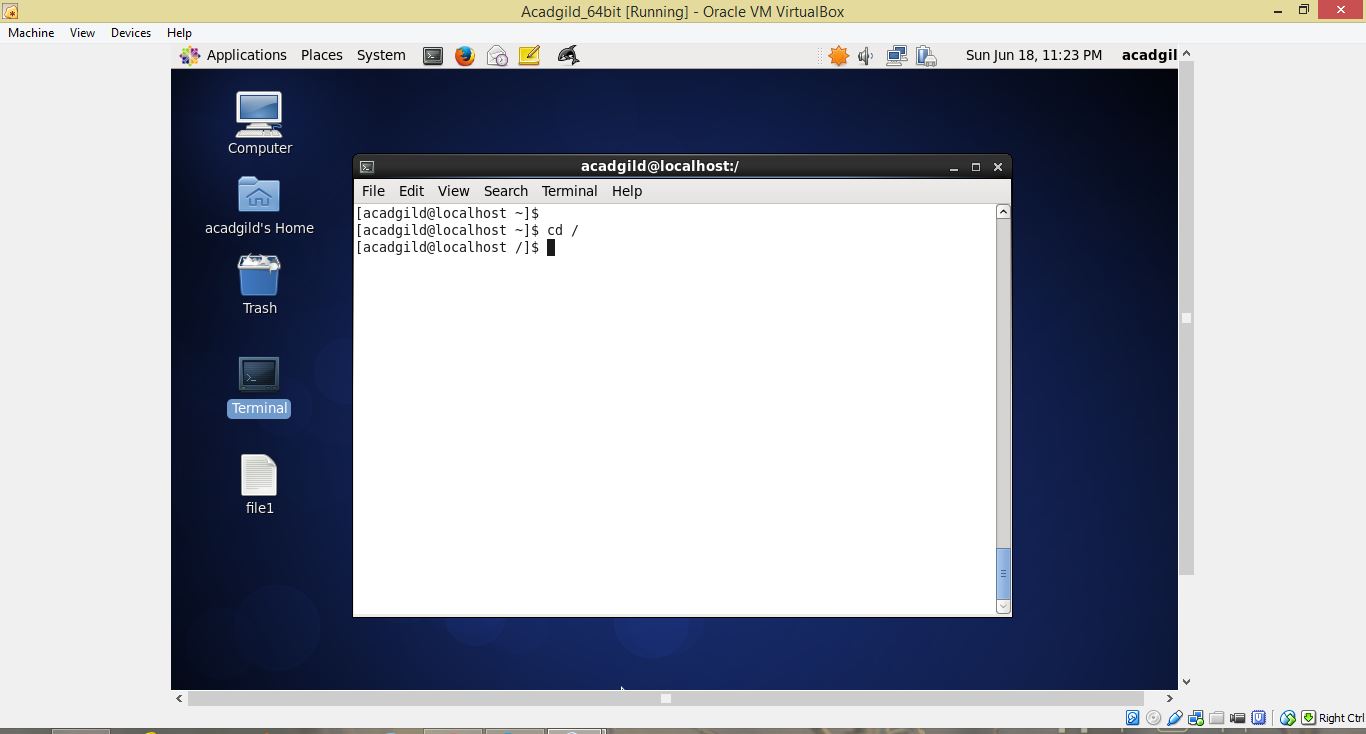 Acadgild_64bit [Running] - Oracle VM VirtualBox
Machine View Devices Help
Applications Places System Sun Jun 18, 11:23 PM acadgil
Computer
acadgild's Home
Trash
Terminal
file1
acadgild@localhost:/
File Edit View Search Terminal Help
[acadgild@localhost ~]$
[acadgild@localhost ~]$ cd /
[acadgild@localhost /]$
Right Ctrl